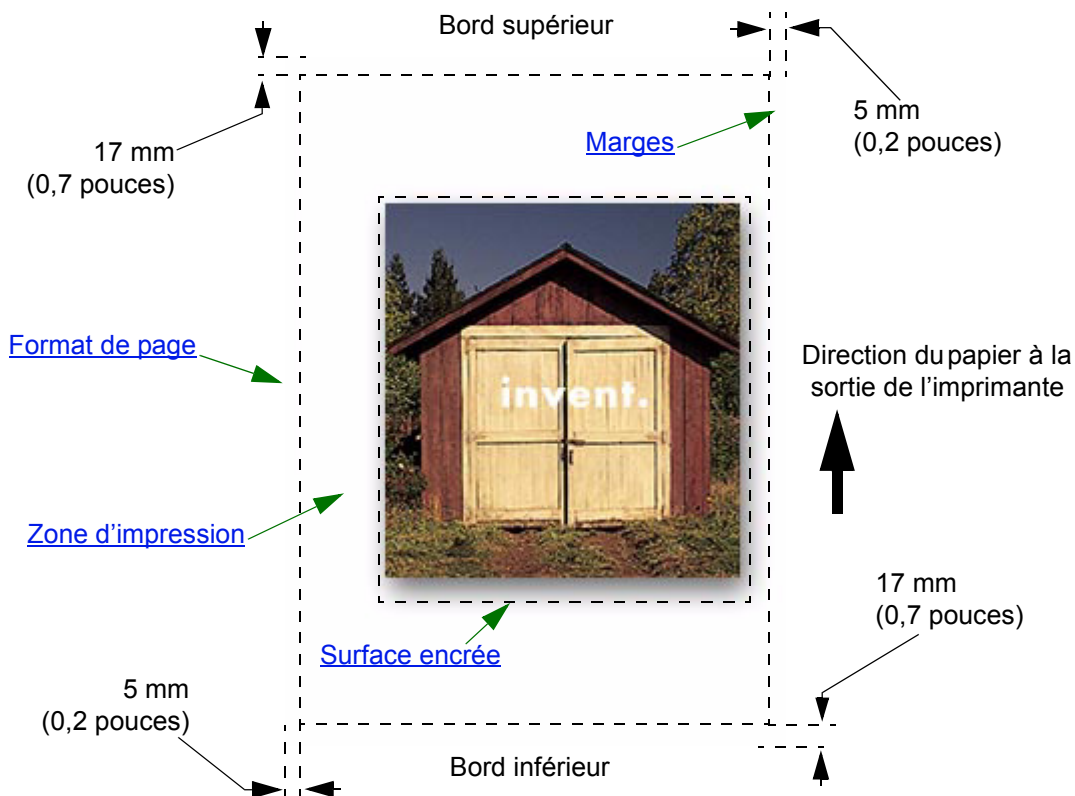 Bord supérieur
5 mm
(0,2 pouces)
Marges
17 mm
(0,7 pouces)
Format de page
invent.
Direction du papier à la
sortie de l’imprimante
Zone d’impression
17 mm
(0,7 pouces)
Surface encrée
5 mm
(0,2 pouces)
Bord inférieur